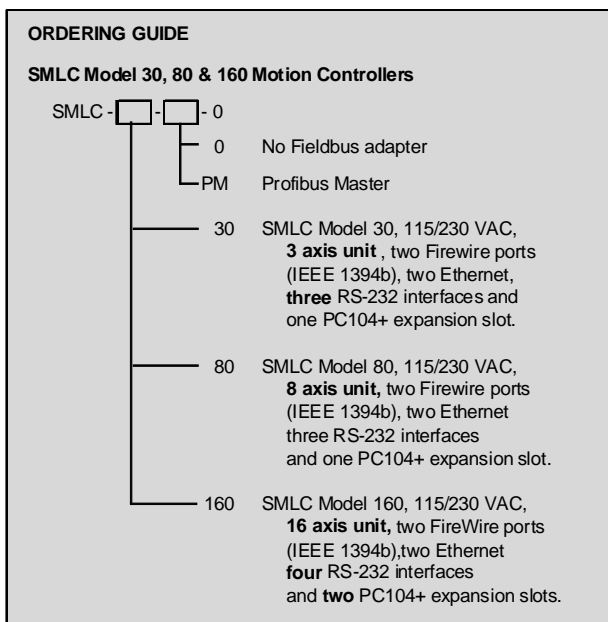 ORDERING GUIDE
SMLC Model 30, 80 & 160 Motion Controllers
SMLC - - - 0
0 No Fieldbus adapter
PM Profibus Master
30 SMLC Model 30, 115/230 VAC,
3 axis unit , two Firewire ports
(IEEE 1394b), two Ethernet,
three RS-232 interfaces and
one PC104+ expansion slot.
80 SMLC Model 80, 115/230 VAC,
8 axis unit, two Firewire ports
(IEEE 1394b), two Ethernet
three RS-232 interfaces
and one PC104+ expansion slot.
160 SMLC Model 160, 115/230 VAC,
16 axis unit, two FireWire ports
(IEEE 1394b),two Ethernet
four RS-232 interfaces
and two PC104+ expansion slots.